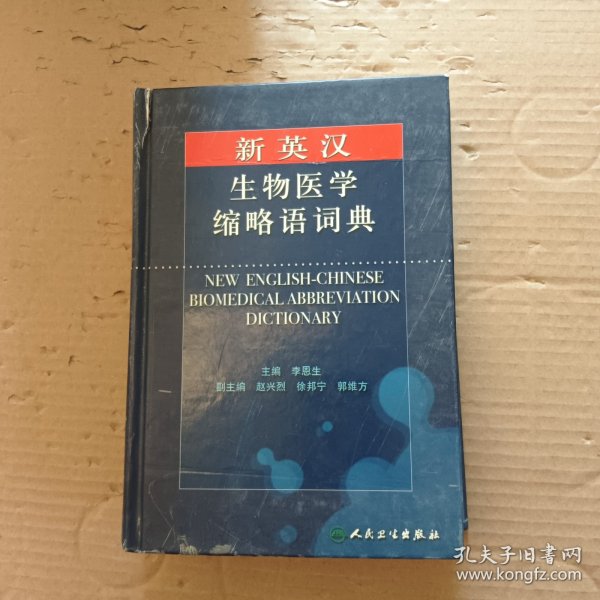 新英汉
生物医学
缩略语词典
NEW ENGLISH-CHINESE
BIOMEDICAL ABBREVIATION
DICTIONARY
主编 李恩生
副主编 赵兴烈 徐邦宁 郭维方
人民卫生出版社
孔夫子旧书网
www.kongfz.com